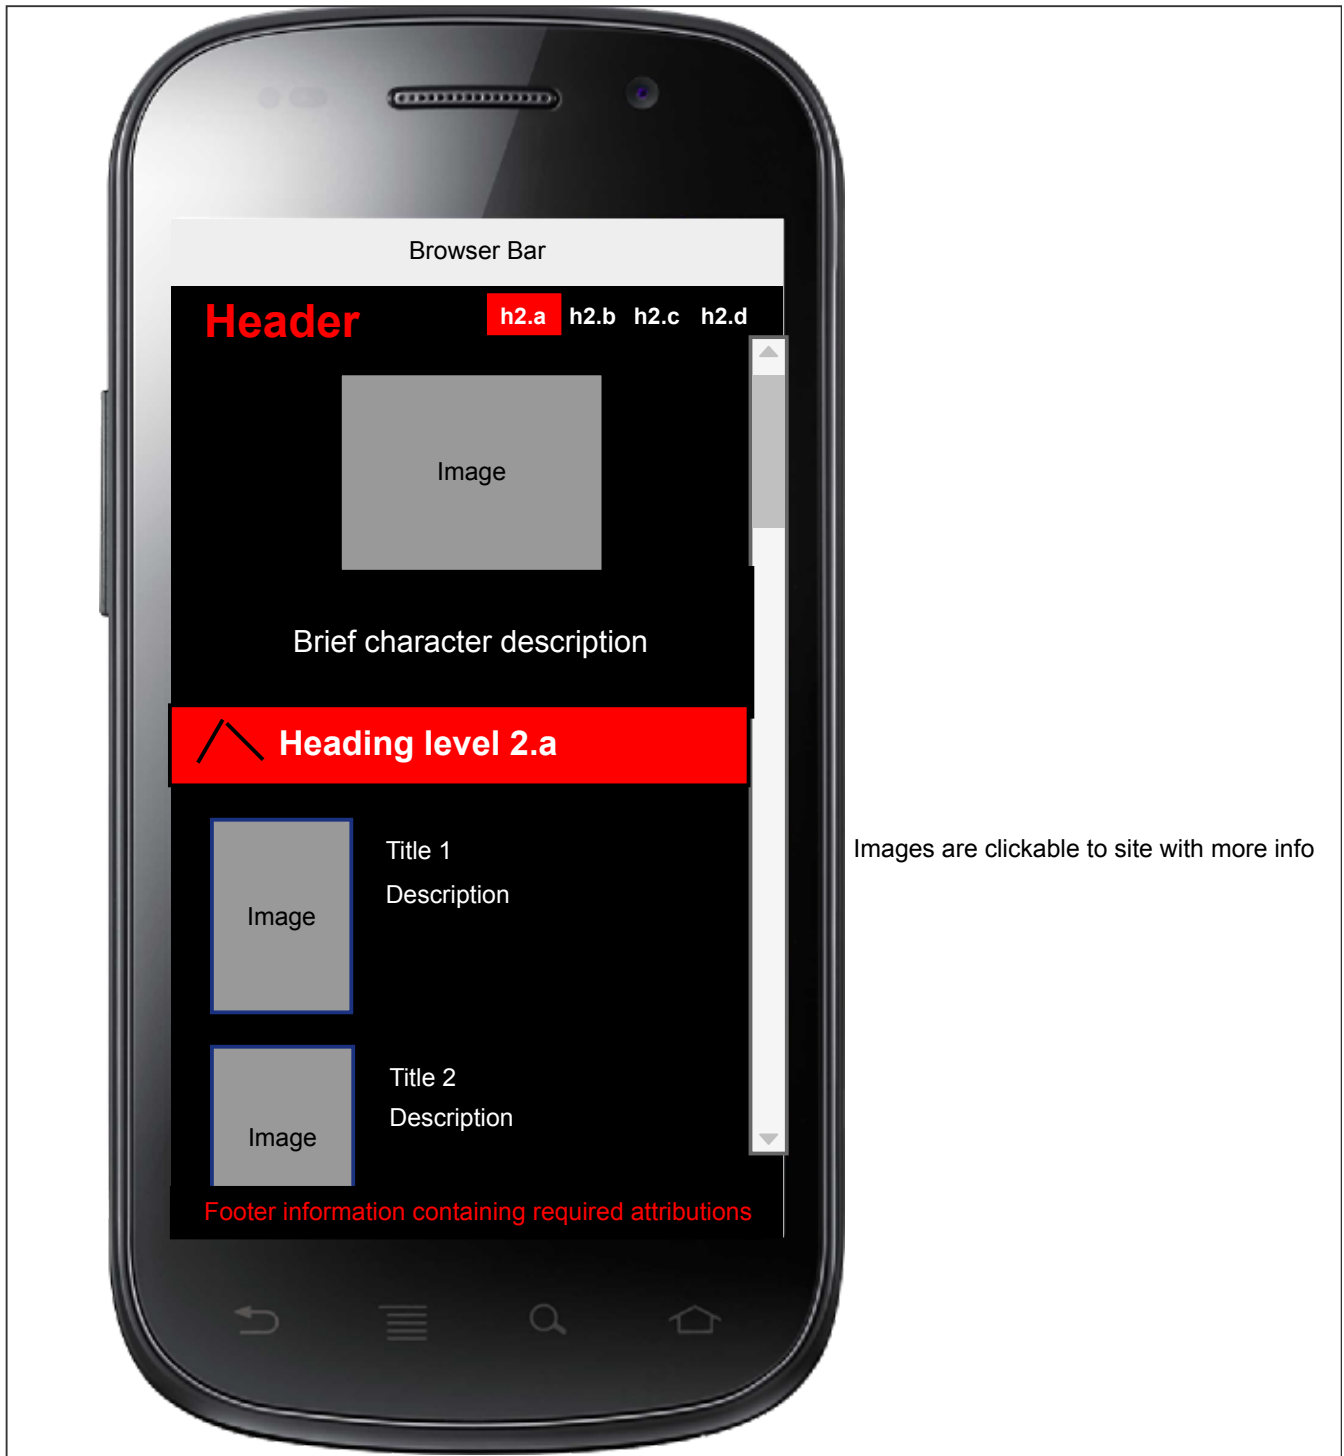 Browser Bar
Header
h2.a h2.b h2.c h2.d
Image
Brief character description
Heading level 2.a
Title 1
Images are clickable to site with more info
Description
Image
Title 2
Description
Image
Footer information containing required attributions